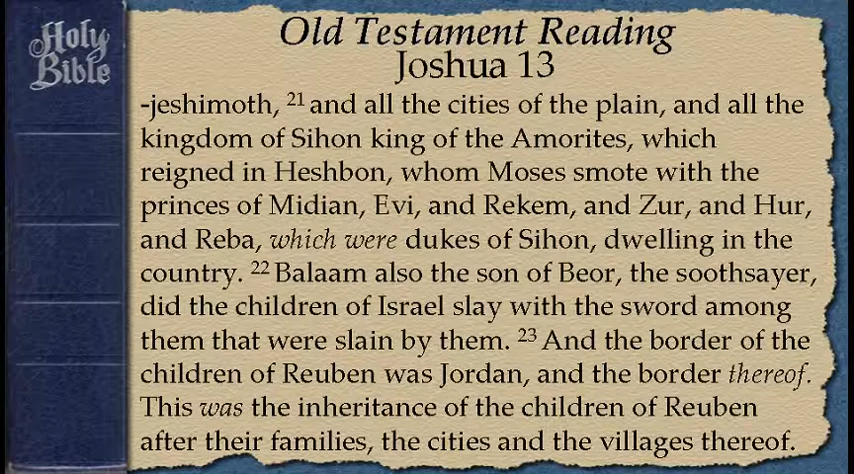 Holy
Bible
Old Testament Reading
Joshua 13
-jeshimoth, 21 and all the cities of the plain, and all the
kingdom of Sihon king of the Amorites, which
reigned in Heshbon, whom Moses smote with the
princes of Midian, Evi, and Rekem, and Zur, and Hur,
and Reba, which were dukes of Sihon, dwelling in the
country. 22 Balaam also the son of Beor, the soothsayer,
did the children of Israel slay with the sword among
them that were slain by them. 23 And the border of the
children of Reuben was Jordan, and the border thereof.
This was the inheritance of the children of Reuben
after their families, the cities and the villages thereof.